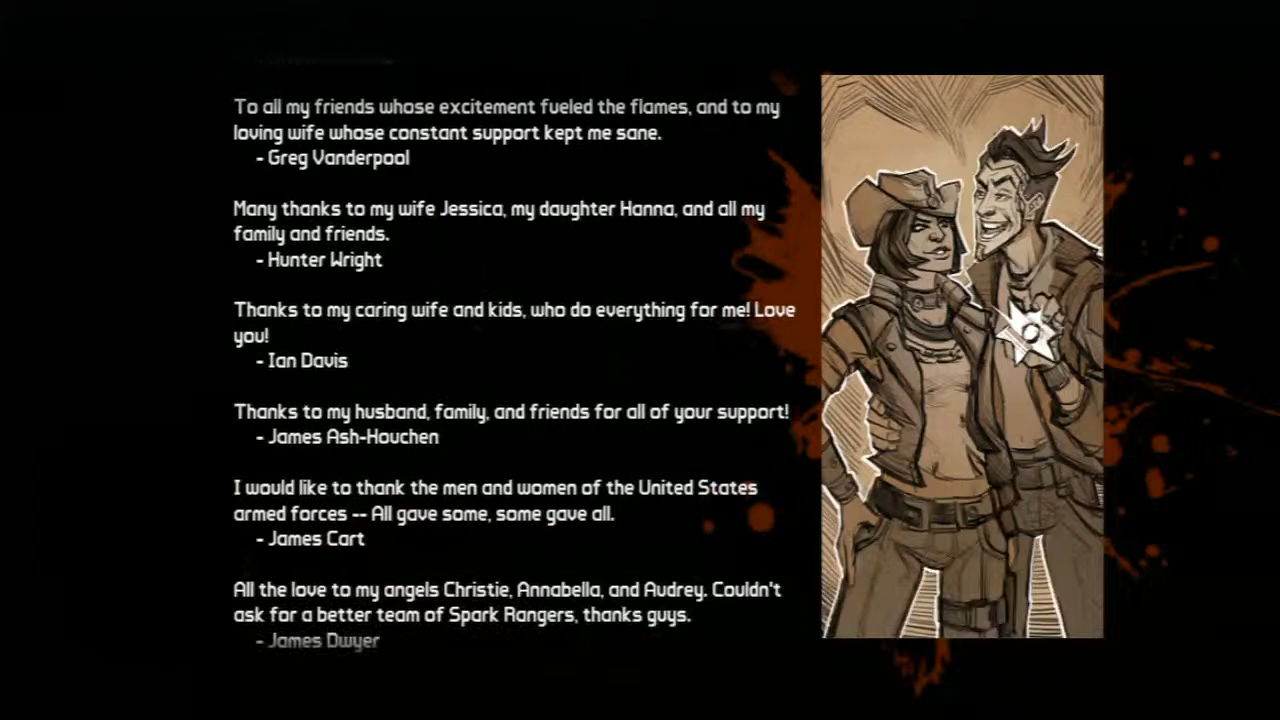 To all my friends whose excitement fueled the flames, and to my
loving wife whose constant support kept me sane.
- Greg Vanderpool
Many thanks to my wife Jessica, my daughter Hanna, and all my
family and friends.
- Hunter Wright
Thanks to my caring wife and kids, who do everything for me! Love
you!
- Ian Davis
Thanks to my husband, family, and friends for all of your support!
- James Ash-Houchen
I would like to thank the men and women of the United States
armed forces -- All gave some, some gave all.
- James Cart
All the love to my angels Christie, Annabella, and Audrey. Couldn't
ask for a better team of Spark Rangers, thanks guys.
- James Dwyer